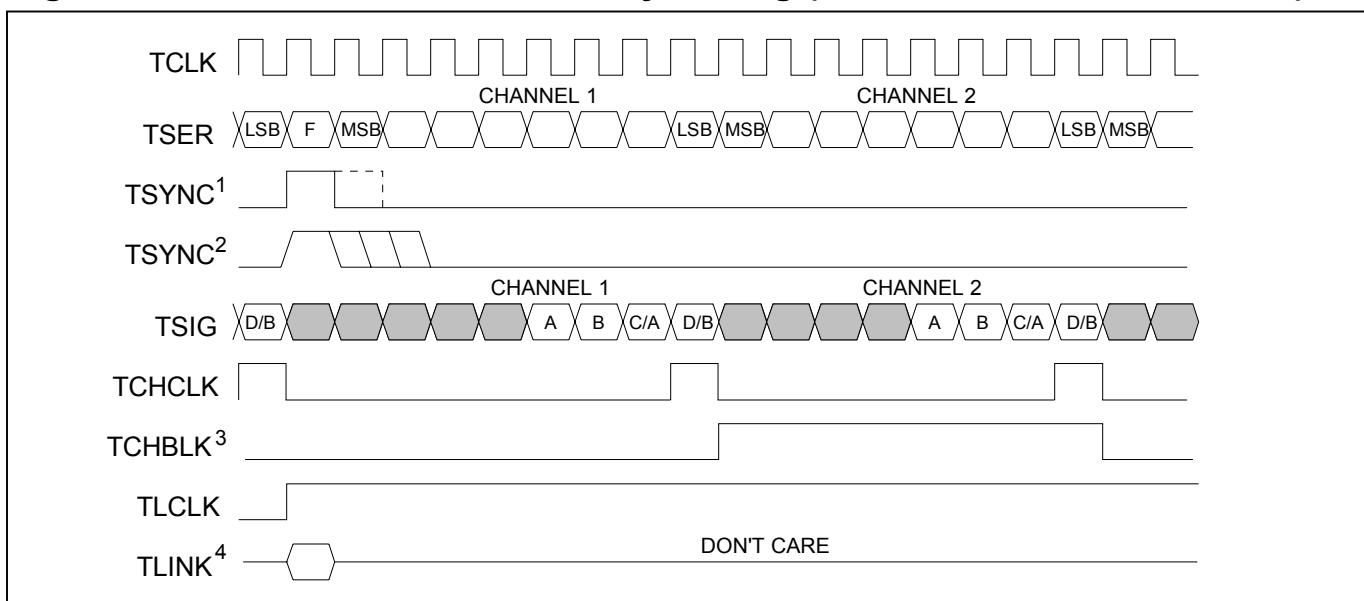 TCLK
CHANNEL 1 CHANNEL 2
TSER LSB F MSB LSB MSB LSB MSB
TSYNC1
TSYNC2
CHANNEL 1 CHANNEL 2
TSIG D/B A B C/A D/B A B C/A D/B
TCHCLK
TCHBLK3
TLCLK
DON'T CARE
TLINK4